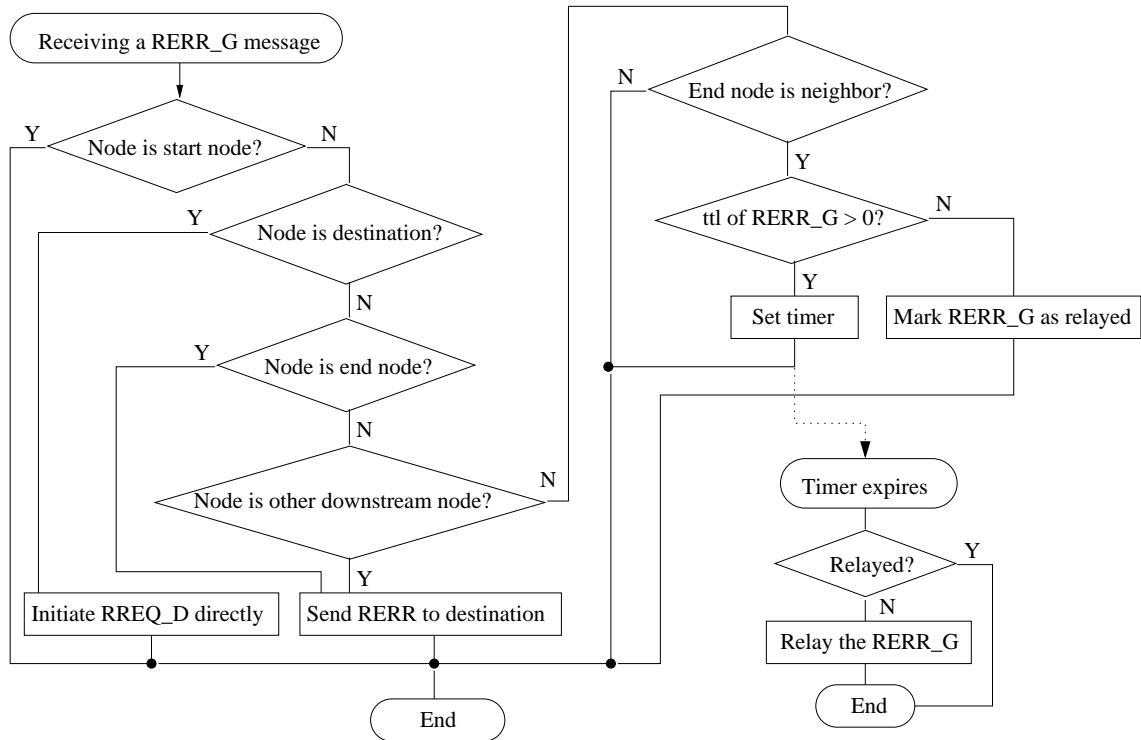 Receiving a RERR_G message
Y
Node is start node?
N
Y
Node is destination?
N
Y
Node is end node?
N
Node is other downstream node?
N
Y
Initiate RREQ_D directly
Send RERR to destination
End
N
End node is neighbor?
Y
ttl of RERR_G > 0?
N
Y
Set timer
Mark RERR_G as relayed
Timer expires
Relayed?
Y
N
Relay the RERR_G
End